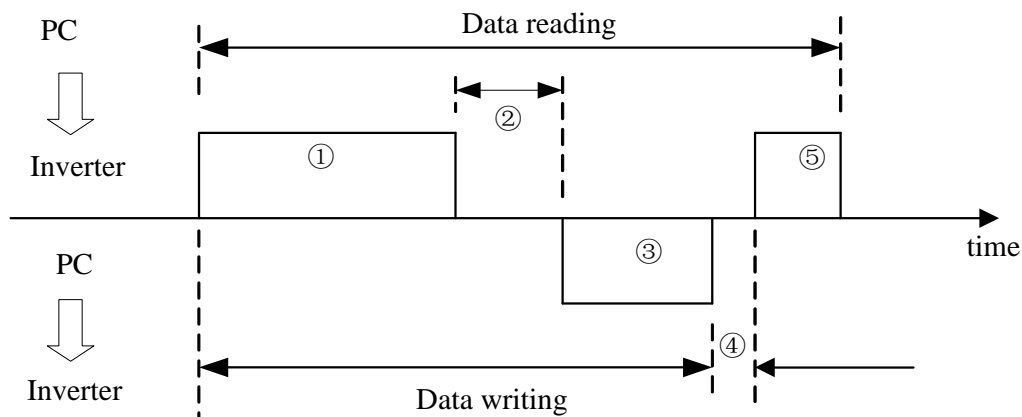 PC
Data reading
②
①
⑤
Inverter
③
time
PC
④
Inverter
Data writing